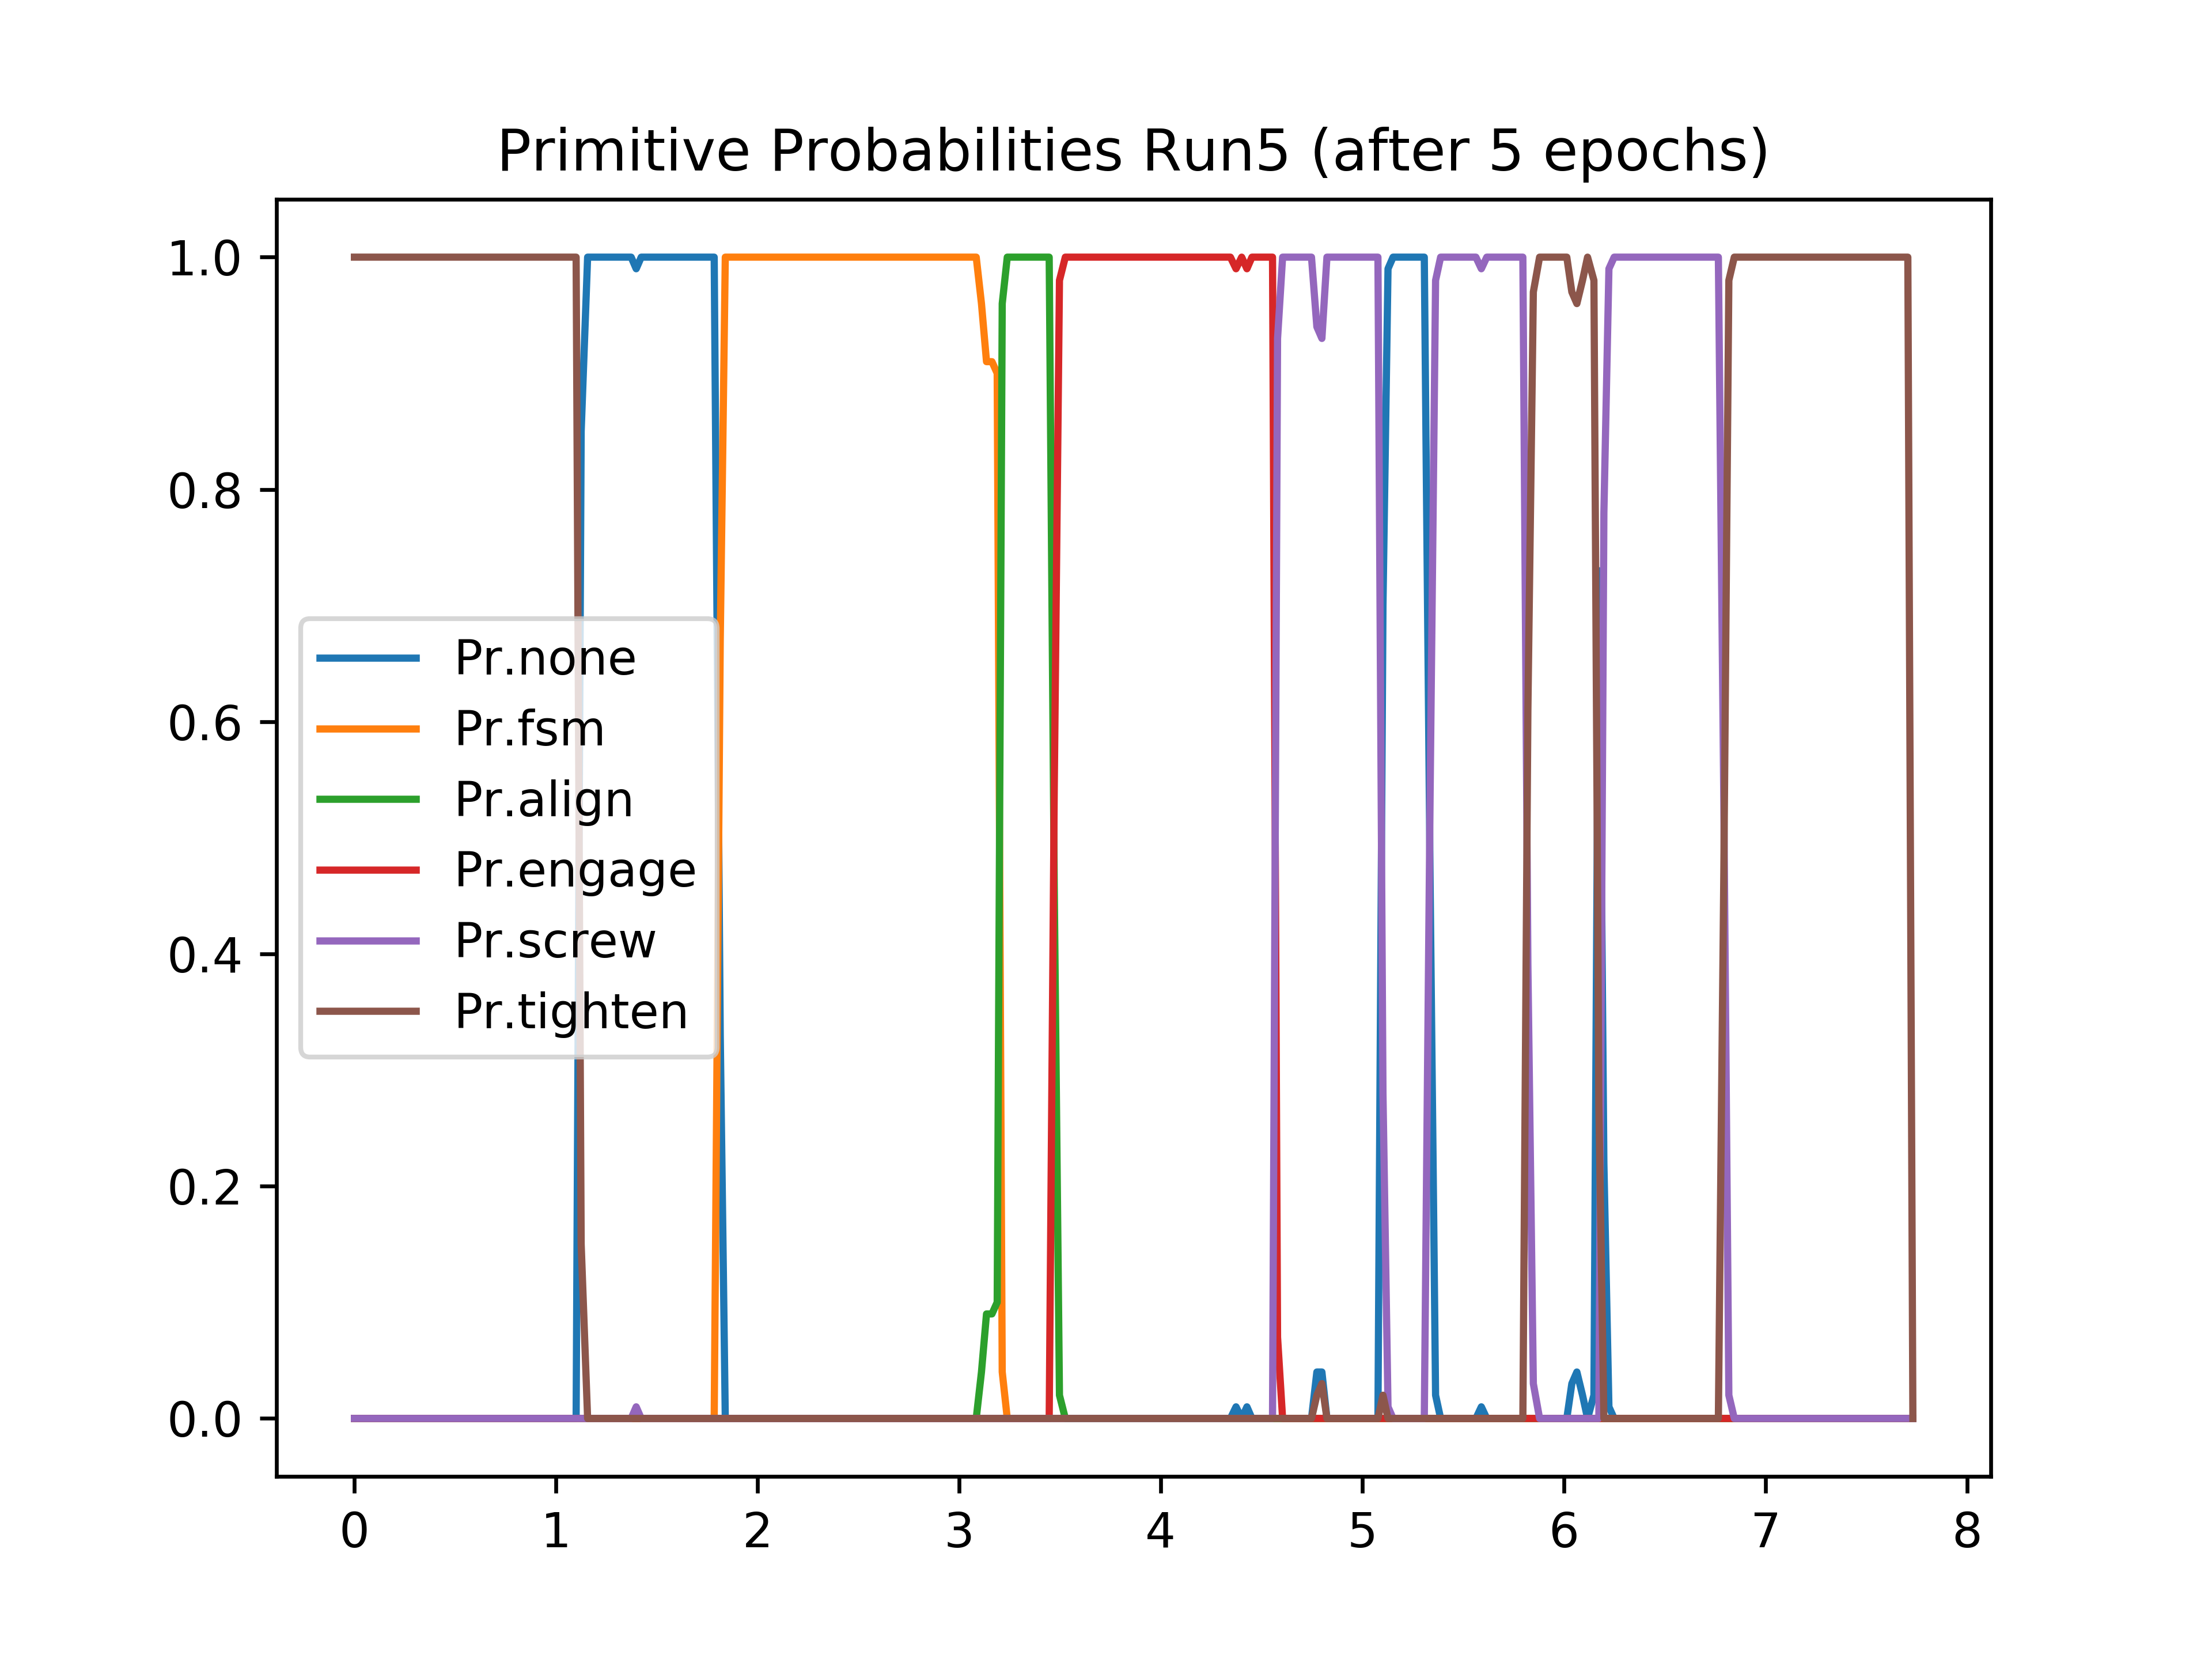 Primitive Probabilities Run5 (after 5 epochs)
1.0
0.8
0.6
0.4
0.2
0.0
Pr.none
Pr.fsm
Pr.align
Pr.engage
Pr.screw
Pr.tighten
0 1 2 3 4 5 6 7 8